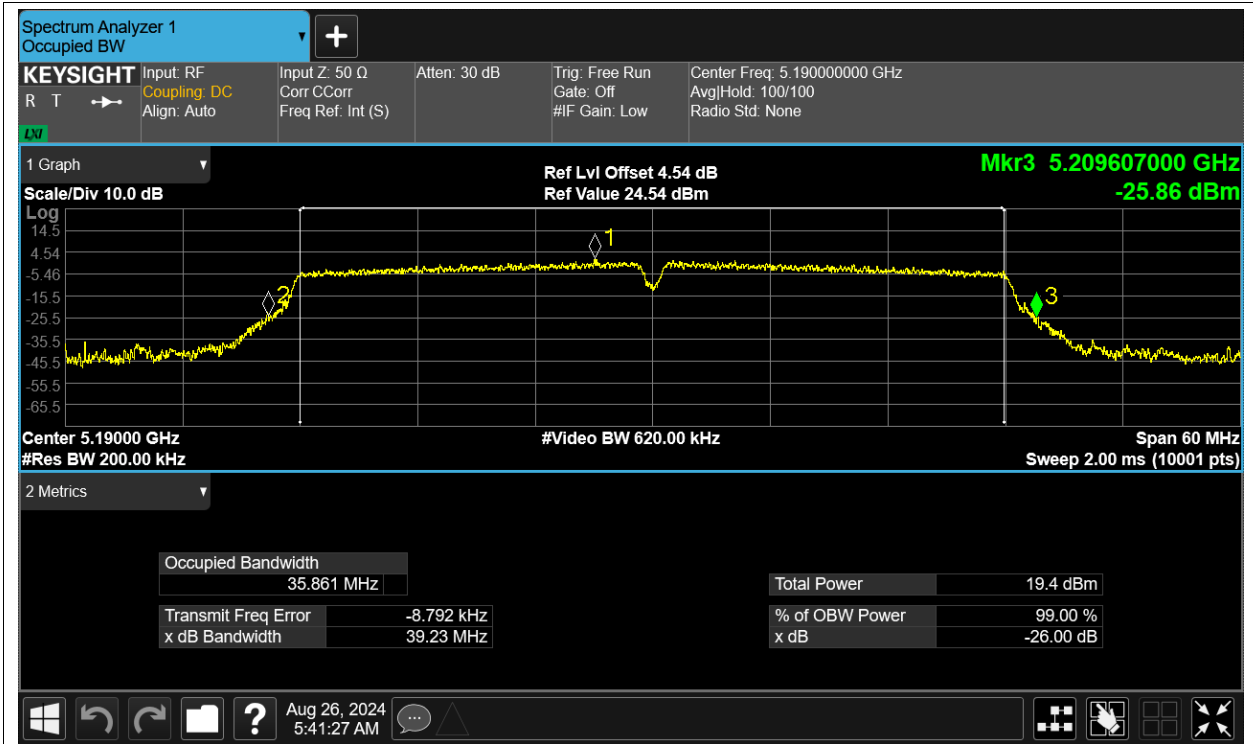 Spectrum Analyzer 1
Occupied BW
KEYSIGHT Input: RF Input Z: 50 Ω Atten: 30 dB Trig: Free Run Center Freq: 5.190000000 GHz
R T Coupling: DC Corr CCorr Gate: Off Avg|Hold: 100/100
Align: Auto Freq Ref: Int (S) #IF Gain: Low Radio Std: None
LXI
1 Graph
Ref Lvl Offset 4.54 dB Mkr3 5.209607000 GHz
Scale/Div 10.0 dB Ref Value 24.54 dBm -25.86 dBm
Log
14.5
4.54
-5.46
-15.5
-25.5
-35.5
-45.5
-55.5
-65.5
1
2
3
Center 5.19000 GHz #Video BW 620.00 kHz Span 60 MHz
#Res BW 200.00 kHz Sweep 2.00 ms (10001 pts)
2 Metrics
Occupied Bandwidth
35.861 MHz Total Power 19.4 dBm
Transmit Freq Error -8.792 kHz % of OBW Power 99.00 %
x dB Bandwidth 39.23 MHz x dB -26.00 dB
? Aug 26, 2024
5:41:27 AM